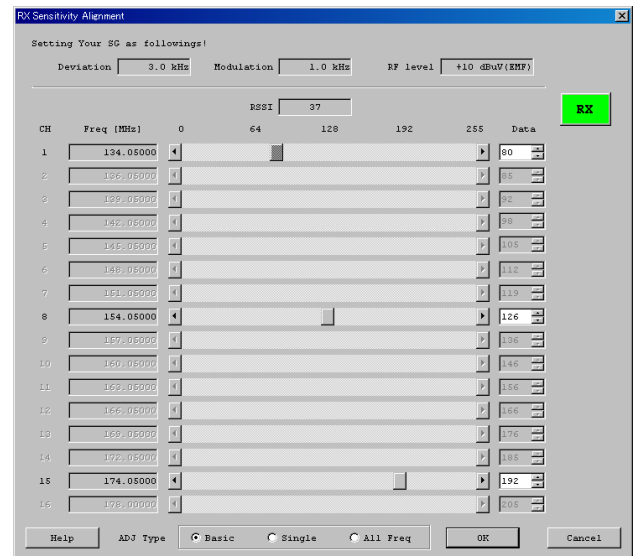 RX Sensitivity Alignment
Setting Your SG as followings!
Deviation 3.0 kHz Modulation 1.0 kHz RF level +10 dBuV(EMF)
RSSI 37 RX
CH Freq [MHz] 0 64 128 192 255 Data
1 134.05000 80
2 136.05000 85
3 139.05000 92
4 142.05000 98
5 145.05000 105
6 148.05000 112
7 151.05000 119
8 154.05000 126
9 157.05000 136
10 160.05000 146
11 163.05000 156
12 166.05000 166
13 169.05000 176
14 172.05000 185
15 174.05000 192
16 178.00000 205
Help ADJ Type Basic Single All Freq OK Cancel